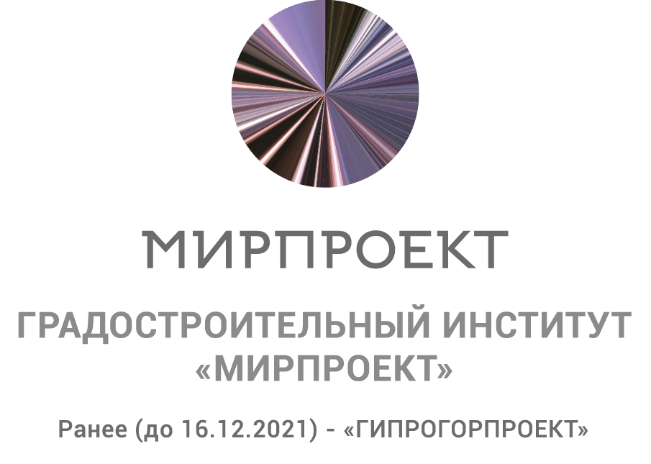 МИРПРОЕКТ
ГРАДОСТРОИТЕЛЬНЫЙ ИНСТИТУТ
«МИРПРОЕКТ»
Ранее (до 16.12.2021) - «ГИПРОГОРПРОЕКТ»